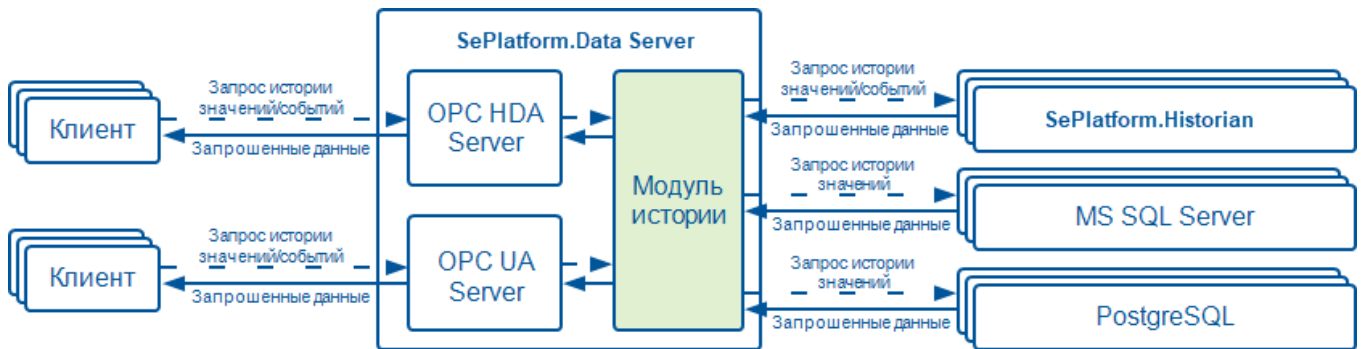 SePlatform.Data Server
Запрос истории
значений/событий
Клиент
Запрошенные данные
OPC HDA
Server
Запрос истории
значений/событий
Клиент
Запрошенные данные
OPC UA
Server
Модуль
истории
Запрос истории
значений/событий
Запрошенные данные
SePlatform.Historian
Запрос истории
значений
Запрошенные данные
MS SQL Server
Запрос истории
значений
Запрошенные данные
PostgreSQL